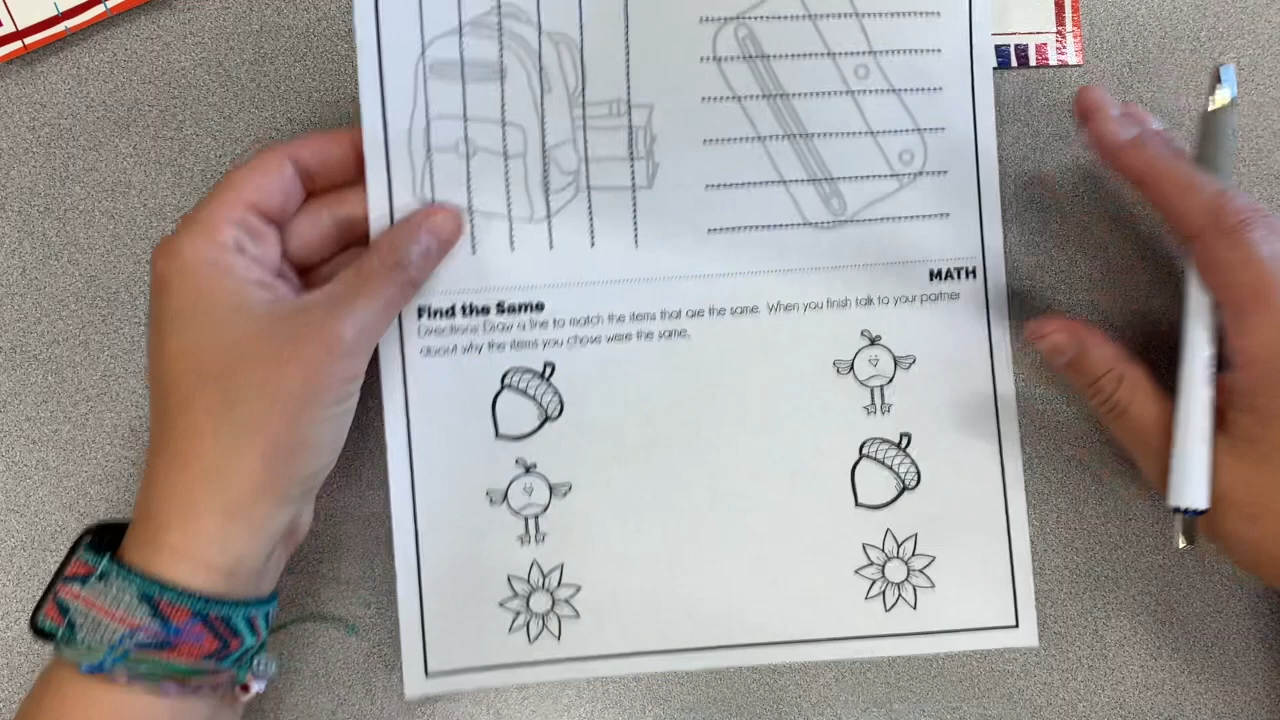 MATH
Find the Same
Directions: Draw a line to match the items that are the same. When you finish talk to your partner
about why the items you chose were the same.